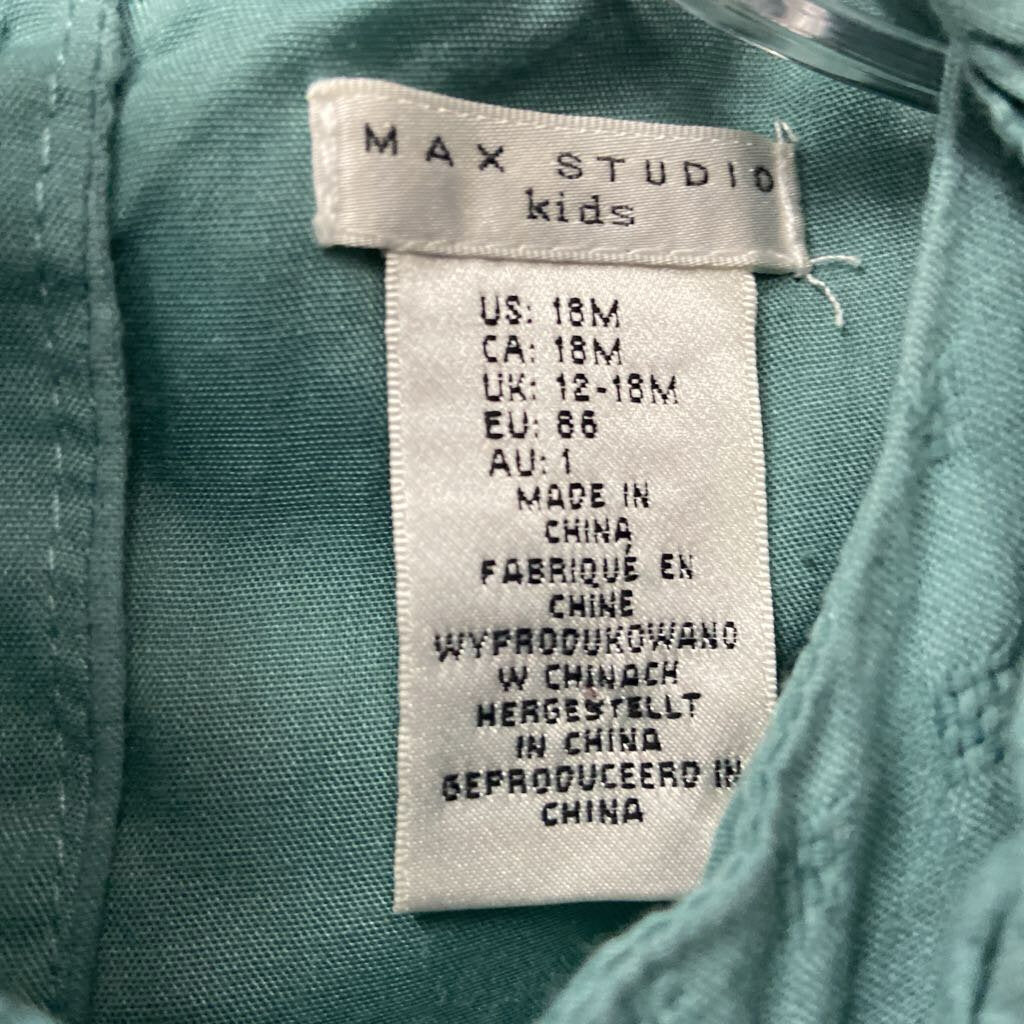 MAX STUDIO
kids
US: 18M
CA: 18M
UK: 12-18M
EU: 86
AU: 1
MADE IN
CHINA
FABRIQUÉ EN
CHINE
WYPRODUKOWANO
W CHINACH
HERGESTELLT
IN CHINA
GEPRODUCEERD IN
CHINA